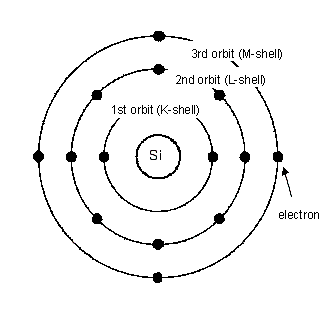 3rd orbit (M-shell)
2nd orbit (L-shell)
1st orbit (K-shell)
Si
electron